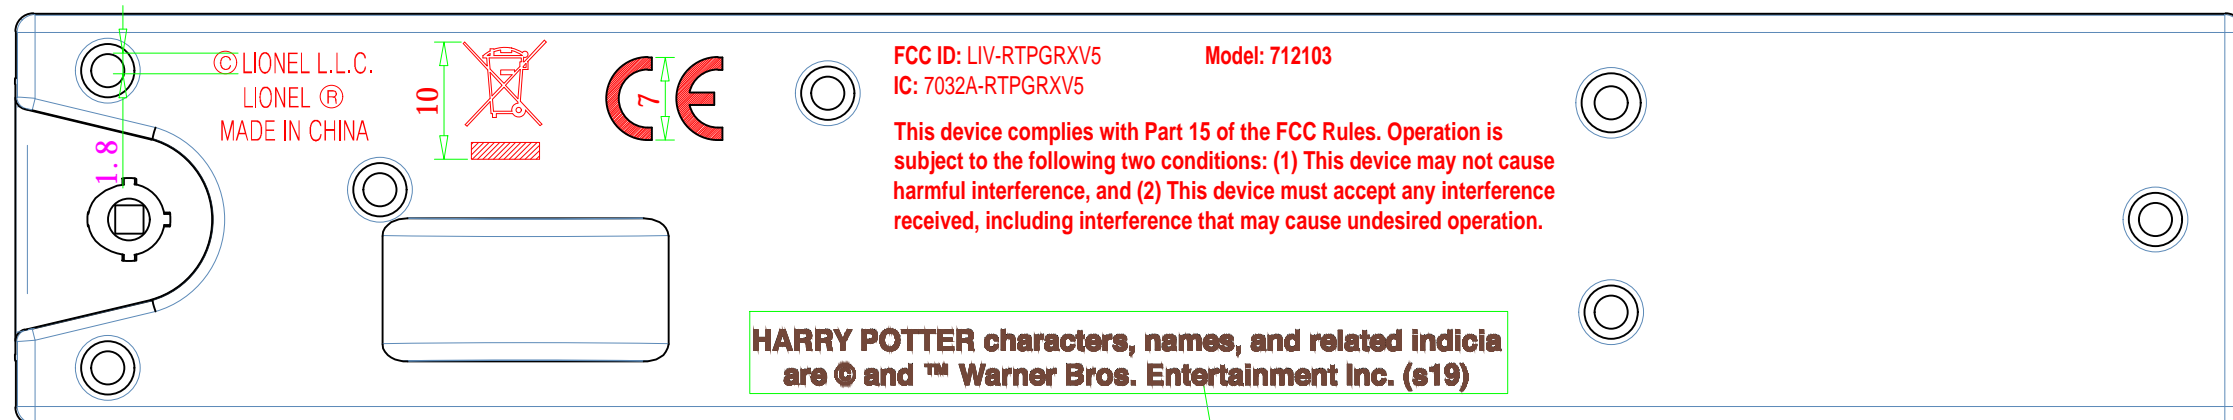 © LIONEL L.L.C.
LIONEL ®
MADE IN CHINA
1.8
10
CE
7
FCC ID: LIV-RTPGRXV5
Model: 712103
IC: 7032A-RTPGRXV5
This device complies with Part 15 of the FCC Rules. Operation is
subject to the following two conditions: (1) This device may not cause
harmful interference, and (2) This device must accept any interference
received, including interference that may cause undesired operation.
HARRY POTTER characters, names, and related indicia
are © and ™ Warner Bros. Entertainment Inc. (s19)